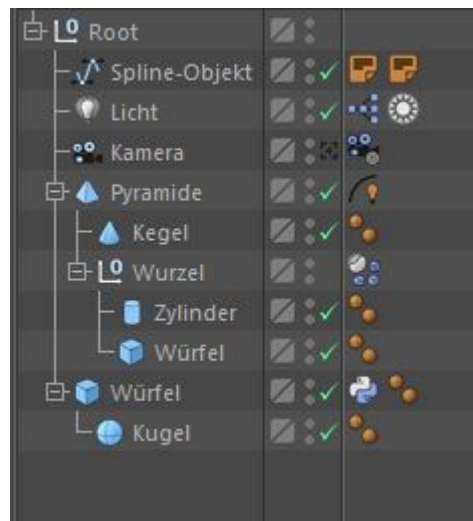 Root
Spline-Objekt
Licht
Kamera
Pyramide
Kegel
Wurzel
Zylinder
Würfel
Würfel
Kugel